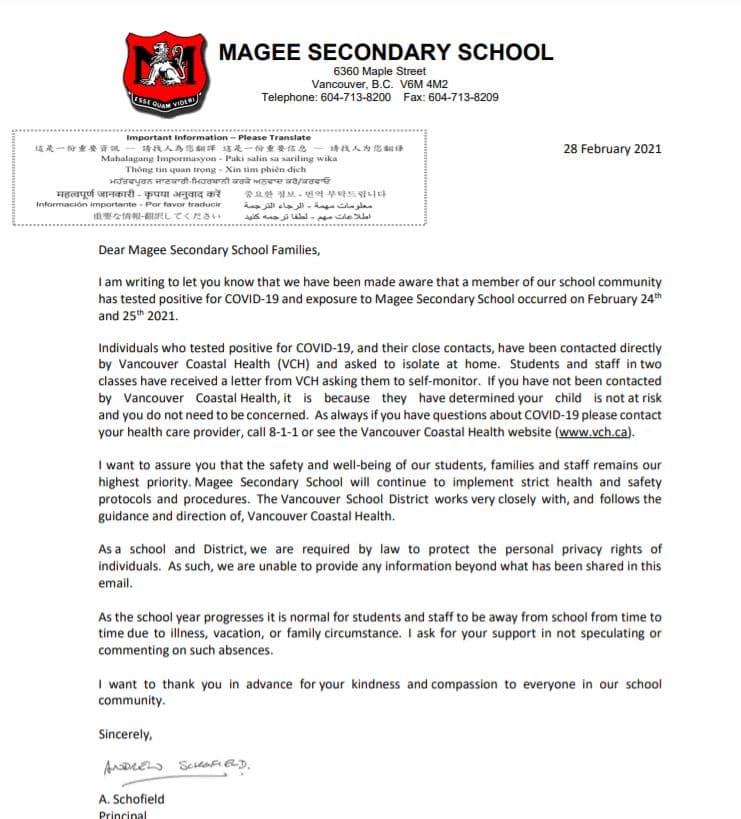 MAGEE SECONDARY SCHOOL
6360 Maple Street
Vancouver, B.C. V6M 4M2
Telephone: 604-713-8200 Fax: 604-713-8209
ESSE QUAM VIDERI
28 February 2021
Important Information – Please Translate
這是一份重要資訊 — 請找人為您翻譯 这是一份重要信息 — 请找人为您翻译
Mahalagang Impormasyon - Paki salin sa sariling wika
Thông tin quan trọng - Xin tìm phiên dịch
ਮਹੱਤਵਪੂਰਨ ਜਾਣਕਾਰੀ-ਮਿਹਰਬਾਨੀ ਕਰਕੇ ਅਨੁਵਾਦ ਕਰੋ/ਕਰਵਾਓ
महत्वपूर्ण जानकारी - कृपया अनुवाद करें 중요한 정보 - 번역 부탁드립니다
Información importante - Por favor traducir معلومات مهمة - الرجاء الترجمة
重要な情報-翻訳してください اطلاعات مهم - لطفا ترجمه کنید
Dear Magee Secondary School Families,
I am writing to let you know that we have been made aware that a member of our school community
has tested positive for COVID-19 and exposure to Magee Secondary School occurred on February 24th
and 25th 2021.
Individuals who tested positive for COVID-19, and their close contacts, have been contacted directly
by Vancouver Coastal Health (VCH) and asked to isolate at home. Students and staff in two
classes have received a letter from VCH asking them to self-monitor. If you have not been contacted
by Vancouver Coastal Health, it is because they have determined your child is not at risk
and you do not need to be concerned. As always if you have questions about COVID-19 please contact
your health care provider, call 8-1-1 or see the Vancouver Coastal Health website (www.vch.ca).
I want to assure you that the safety and well-being of our students, families and staff remains our
highest priority. Magee Secondary School will continue to implement strict health and safety
protocols and procedures. The Vancouver School District works very closely with, and follows the
guidance and direction of, Vancouver Coastal Health.
As a school and District, we are required by law to protect the personal privacy rights of
individuals. As such, we are unable to provide any information beyond what has been shared in this
email.
As the school year progresses it is normal for students and staff to be away from school from time to
time due to illness, vacation, or family circumstance. I ask for your support in not speculating or
commenting on such absences.
I want to thank you in advance for your kindness and compassion to everyone in our school
community.
Sincerely,
ANDREW SCHOFIELD.
A. Schofield
Principal